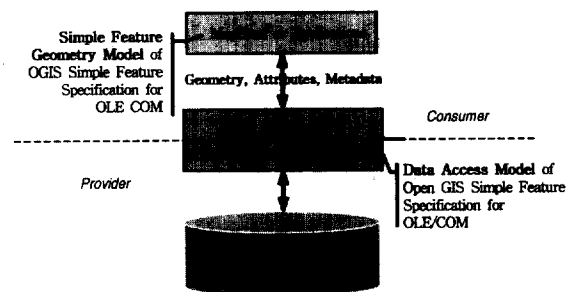 Simple Feature
Geometry Model of
OGIS Simple Feature
Specification for
OLE COM
Geometry, Attributes, Metadata
Consumer
Provider
Data Access Model of
Open GIS Simple Feature
Specification for
OLE/COM